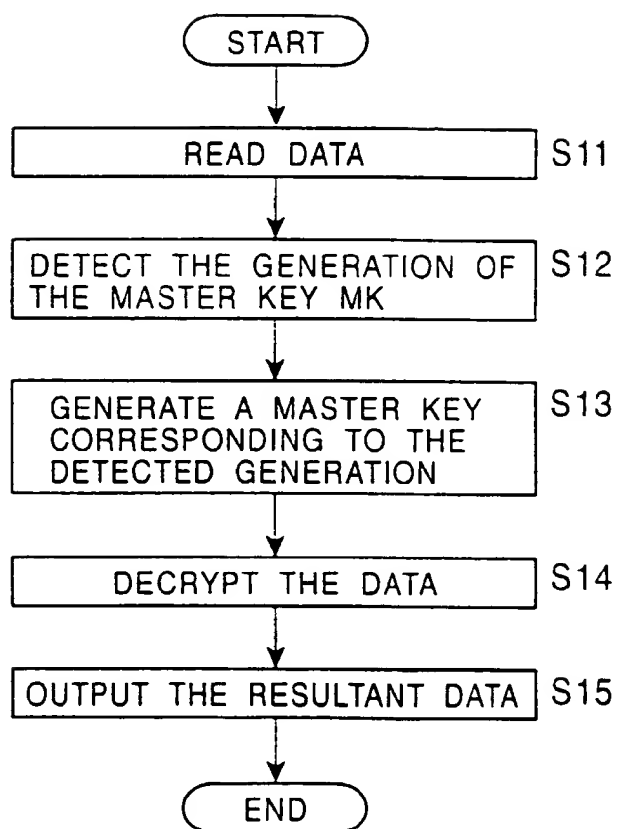 START
READ DATA S11
DETECT THE GENERATION OF S12
THE MASTER KEY MK
GENERATE A MASTER KEY S13
CORRESPONDING TO THE
DETECTED GENERATION
DECRYPT THE DATA S14
OUTPUT THE RESULTANT DATA S15
END